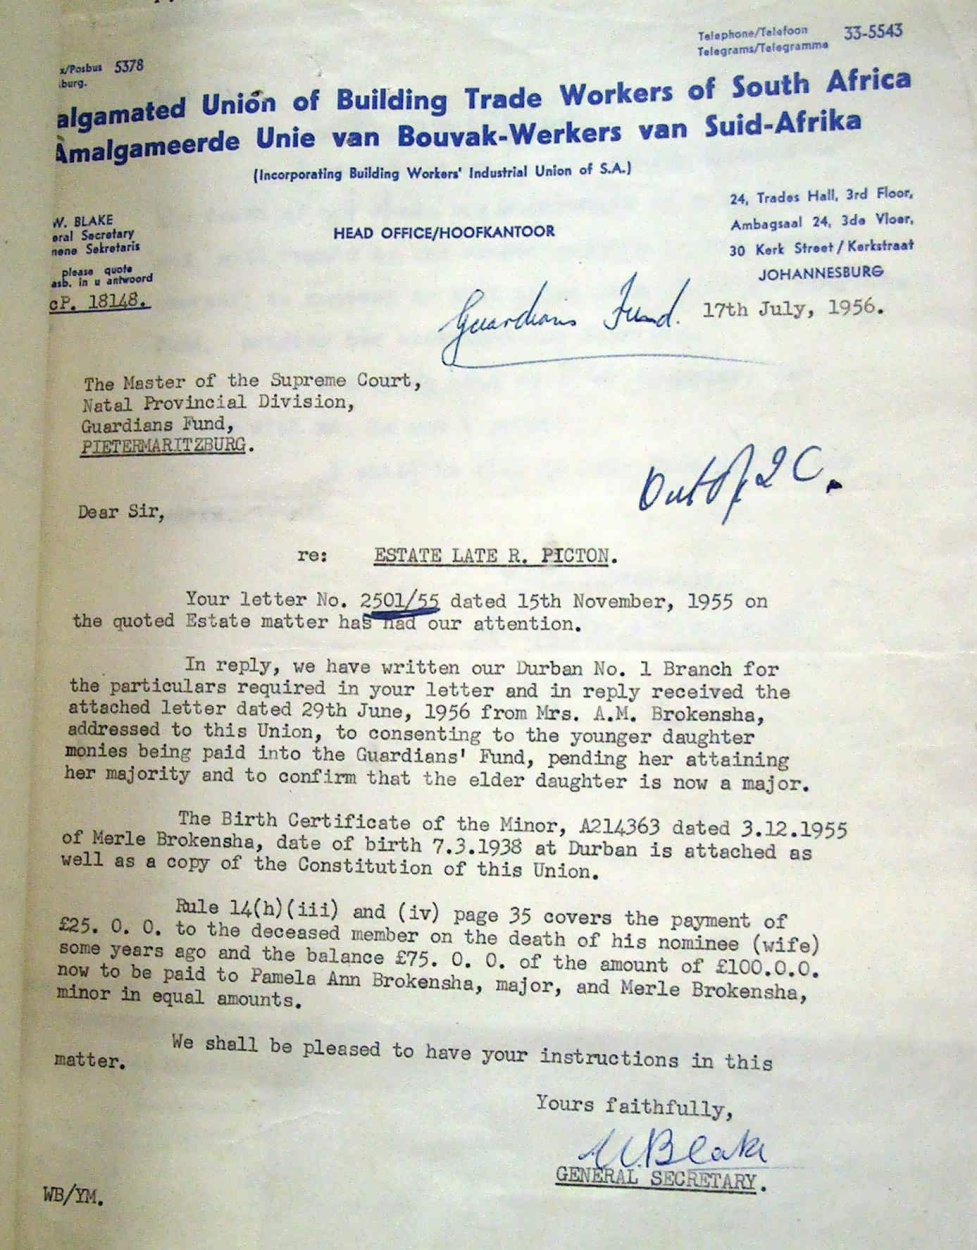 Telephone/Telefoon 33-5543
Telegrams/Telegramme
x/Posbus 5378
burg.
algamated Union of Building Trade Workers of South Africa
Amalgameerde Unie van Bouvak-Werkers van Suid-Afrika
(Incorporating Building Workers' Industrial Union of S.A.)
W. BLAKE
eral Secretary
mene Sekretaris
please quote
asb. in u antwoord
CP. 18148.
HEAD OFFICE/HOOFKANTOOR
24, Trades Hall, 3rd Floor,
Ambagsaal 24, 3de Vloer,
30 Kerk Street/Kerkstraat
JOHANNESBURG
Guardians Fund.
17th July, 1956.
The Master of the Supreme Court,
Natal Provincial Division,
Guardians Fund,
PIETERMARITZBURG.
Out of 2 C.
Dear Sir,
re: ESTATE LATE R. PICTON.
Your letter No. 2501/55 dated 15th November, 1955 on
the quoted Estate matter has had our attention.
In reply, we have written our Durban No. 1 Branch for
the particulars required in your letter and in reply received the
attached letter dated 29th June, 1956 from Mrs. A.M. Brokensha,
addressed to this Union, to consenting to the younger daughter
monies being paid into the Guardians' Fund, pending her attaining
her majority and to confirm that the elder daughter is now a major.
The Birth Certificate of the Minor, A214363 dated 3.12.1955
of Merle Brokensha, date of birth 7.3.1938 at Durban is attached as
well as a copy of the Constitution of this Union.
Rule 14(h)(iii) and (iv) page 35 covers the payment of
£25. 0. 0. to the deceased member on the death of his nominee (wife)
some years ago and the balance £75. 0. 0. of the amount of £100.0.0.
now to be paid to Pamela Ann Brokensha, major, and Merle Brokensha,
minor in equal amounts.
We shall be pleased to have your instructions in this
matter.
Yours faithfully,
W. Blake
GENERAL SECRETARY.
WB/YM.